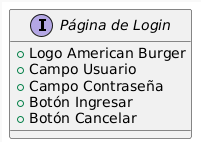 I Página de Login
Logo American Burger
Campo Usuario
Campo Contraseña
Botón Ingresar
Botón Cancelar